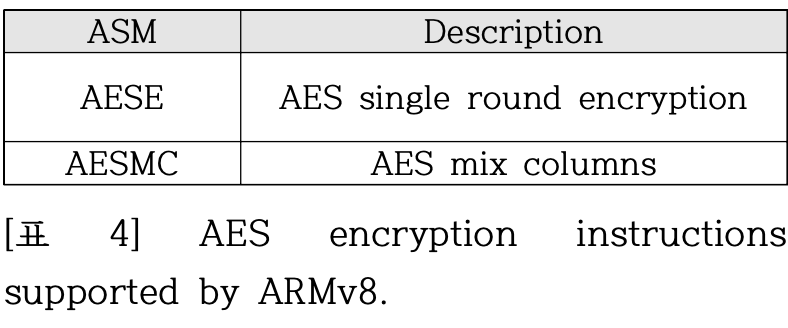 ASM Description
AESE AES single round encryption
AESMC AES mix columns
[표 4] AES encryption instructions
supported by ARMv8.